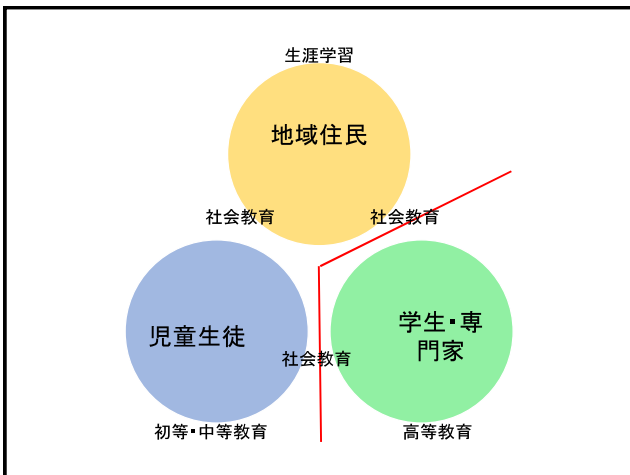 生涯学習
地域住民
社会教育
社会教育
児童生徒
学生・専
門家
社会教育
初等・中等教育
高等教育